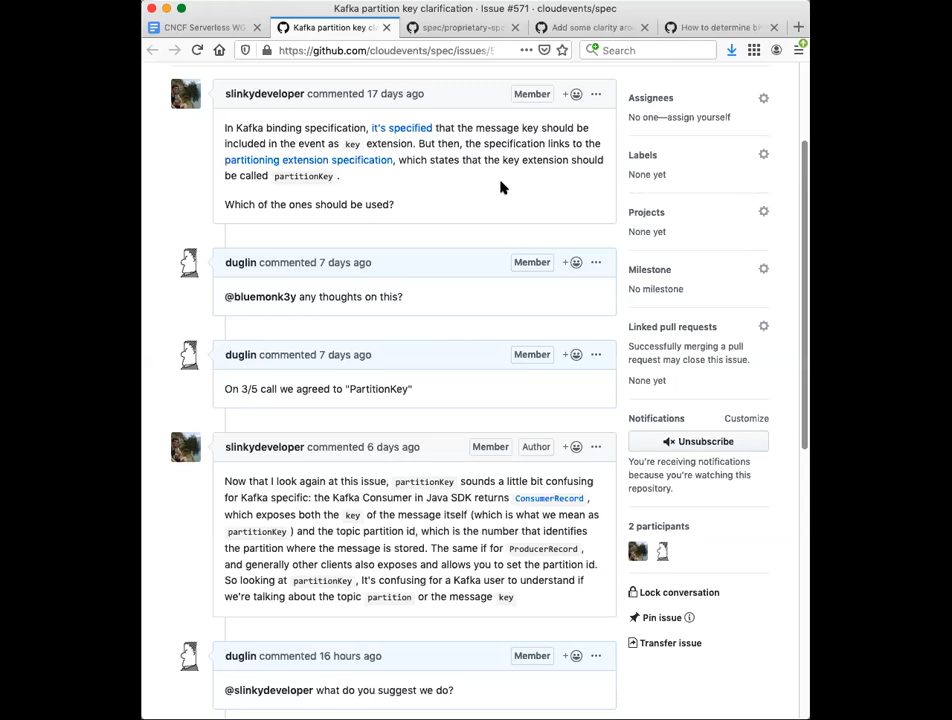 Kafka partition key clarification · Issue #571 · cloudevents/spec
CNCF Serverless WG
Kafka partition key cl
spec/proprietary-sp
Add some clarity aro
How to determine bi
https://github.com/cloudevents/spec/issues/5
Search
slinkydeveloper commented 17 days ago
Member
In Kafka binding specification, it's specified that the message key should be
included in the event as key extension. But then, the specification links to the
partitioning extension specification, which states that the key extension should
be called partitionKey .
Which of the ones should be used?
duglin commented 7 days ago
Member
@bluemonk3y any thoughts on this?
duglin commented 7 days ago
Member
On 3/5 call we agreed to "PartitionKey"
slinkydeveloper commented 6 days ago
Member
Author
Now that I look again at this issue, partitionKey sounds a little bit confusing
for Kafka specific: the Kafka Consumer in Java SDK returns ConsumerRecord ,
which exposes both the key of the message itself (which is what we mean as
partitionKey ) and the topic partition id, which is the number that identifies
the partition where the message is stored. The same if for ProducerRecord ,
and generally other clients also exposes and allows you to set the partition id.
So looking at partitionKey , It's confusing for a Kafka user to understand if
we're talking about the topic partition or the message key
duglin commented 16 hours ago
Member
@slinkydeveloper what do you suggest we do?
Assignees
No one—assign yourself
Labels
None yet
Projects
None yet
Milestone
No milestone
Linked pull requests
Successfully merging a pull
request may close this issue.
None yet
Notifications
Customize
Unsubscribe
You're receiving notifications
because you're watching this
repository.
2 participants
Lock conversation
Pin issue
Transfer issue